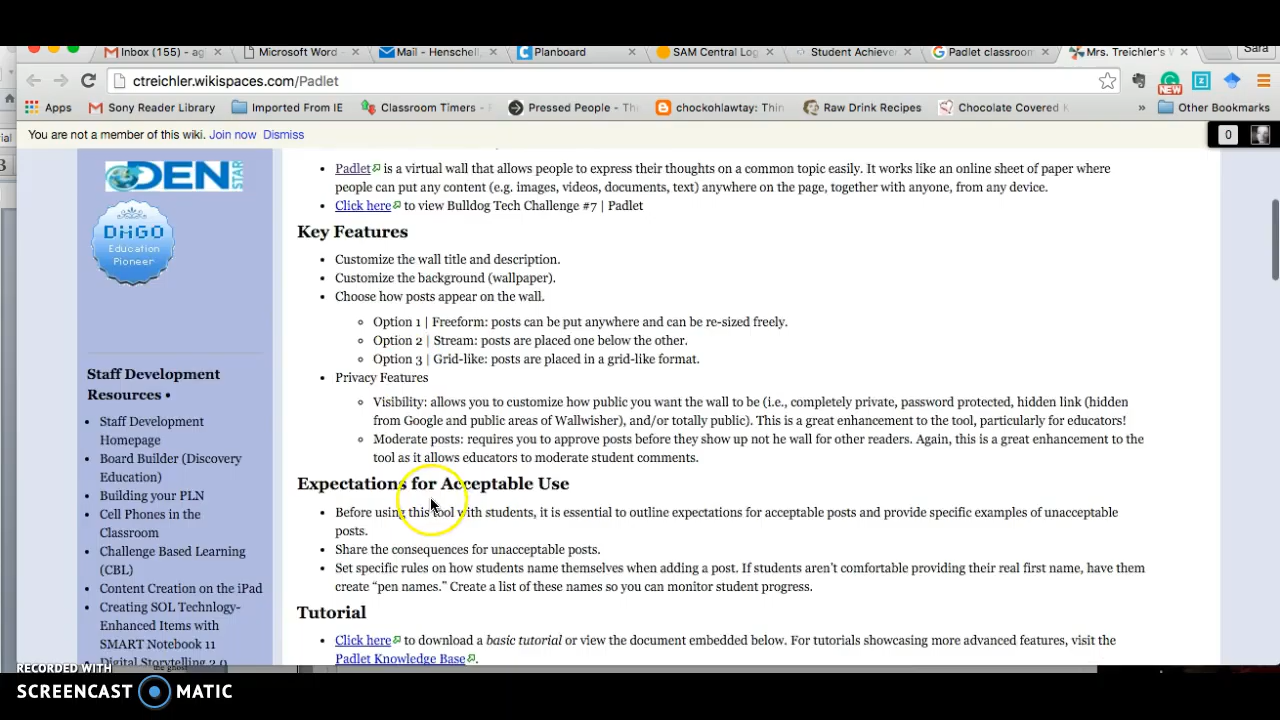 Inbox (155) - ag
Microsoft Word -
Mail - Henschell,
Planboard
SAM Central Log
Student Achieve
Padlet classroom
Mrs. Treichler's
Sara
ctreichler.wikispaces.com/Padlet
NEW
Apps
Sony Reader Library
Imported From IE
Classroom Timers -
Pressed People - Th
chockohlawtay: Thin
Raw Drink Recipes
Chocolate Covered K
» Other Bookmarks
You are not a member of this wiki. Join now Dismiss
0
DEN STAR
DHGO
Education
Pioneer
Staff Development
Resources •
• Staff Development
Homepage
• Board Builder (Discovery
Education)
• Building your PLN
• Cell Phones in the
Classroom
• Challenge Based Learning
(CBL)
• Content Creation on the iPad
• Creating SOL Technlogy-
Enhanced Items with
SMART Notebook 11
• Digital Storytelling 2.0
• Padlet is a virtual wall that allows people to express their thoughts on a common topic easily. It works like an online sheet of paper where
people can put any content (e.g. images, videos, documents, text) anywhere on the page, together with anyone, from any device.
• Click here to view Bulldog Tech Challenge #7 | Padlet
Key Features
• Customize the wall title and description.
• Customize the background (wallpaper).
• Choose how posts appear on the wall.
◦ Option 1 | Freeform: posts can be put anywhere and can be re-sized freely.
◦ Option 2 | Stream: posts are placed one below the other.
◦ Option 3 | Grid-like: posts are placed in a grid-like format.
• Privacy Features
◦ Visibility: allows you to customize how public you want the wall to be (i.e., completely private, password protected, hidden link (hidden
from Google and public areas of Wallwisher), and/or totally public). This is a great enhancement to the tool, particularly for educators!
◦ Moderate posts: requires you to approve posts before they show up not he wall for other readers. Again, this is a great enhancement to the
tool as it allows educators to moderate student comments.
Expectations for Acceptable Use
• Before using this tool with students, it is essential to outline expectations for acceptable posts and provide specific examples of unacceptable
posts.
• Share the consequences for unacceptable posts.
• Set specific rules on how students name themselves when adding a post. If students aren't comfortable providing their real first name, have them
create “pen names.” Create a list of these names so you can monitor student progress.
Tutorial
• Click here to download a basic tutorial or view the document embedded below. For tutorials showcasing more advanced features, visit the
Padlet Knowledge Base.
RECORDED WITH
SCREENCAST MATIC